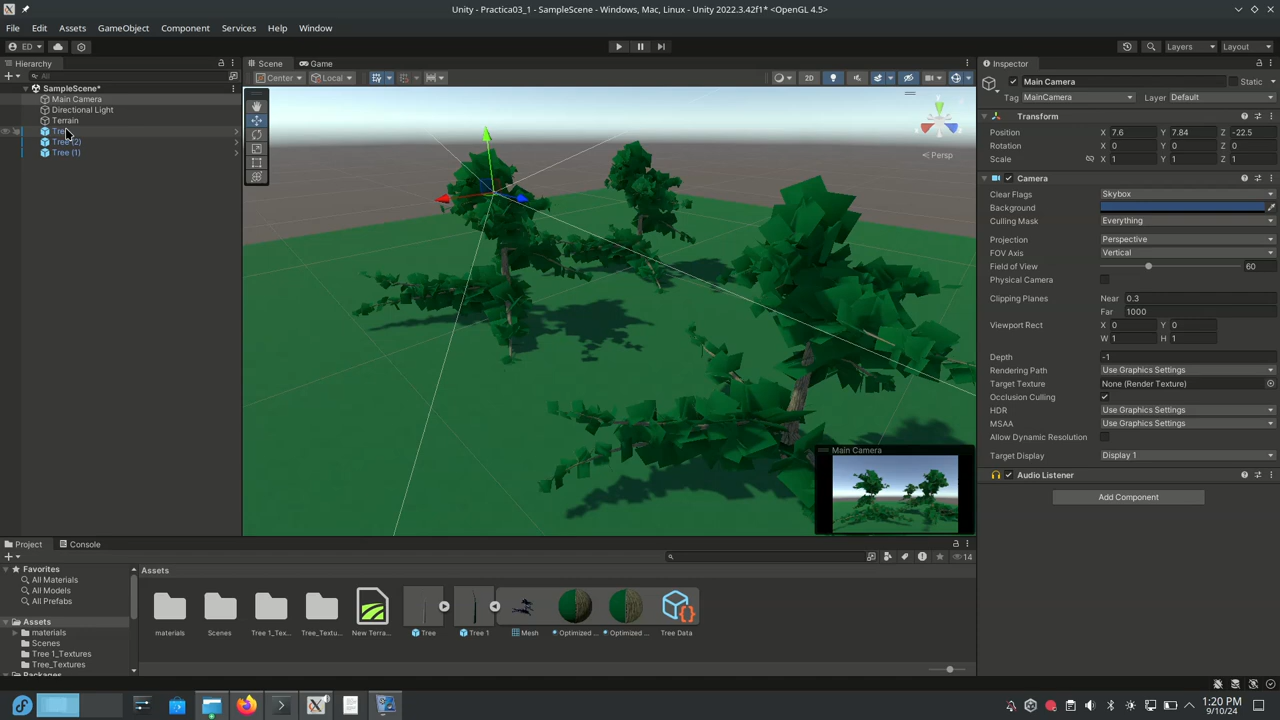 Unity - Practica03_1 - SampleScene - Windows, Mac, Linux - Unity 2022.3.42f1* <OpenGL 4.5>
File Edit Assets GameObject Component Services Help Window
ED Layers Layout
Hierarchy
All
SampleScene*
Main Camera
Directional Light
Terrain
Tree (2)
Tree (1)
Scene Game
Center Local 2D
Persp
Main Camera
Inspector
Main Camera Static
Tag MainCamera Layer Default
Transform
Position X 7.6 Y 7.84 Z -22.5
Rotation X 0 Y 0 Z 0
Scale X 1 Y 1 Z 1
Camera
Clear Flags Skybox
Background
Culling Mask Everything
Projection Perspective
FOV Axis Vertical
Field of View 60
Physical Camera
Clipping Planes Near 0.3
Far 1000
Viewport Rect X 0 Y 0
W 1 H 1
Depth -1
Rendering Path Use Graphics Settings
Target Texture None (Render Texture)
Occlusion Culling
HDR Use Graphics Settings
MSAA Use Graphics Settings
Allow Dynamic Resolution
Target Display Display 1
Audio Listener
Add Component
Project Console
14
Favorites
All Materials
All Models
All Prefabs
Assets
materials
Scenes
Tree 1_Textures
Tree_Textures
Packages
Assets
materials Scenes Tree 1_Tex... Tree_Textu... New Terra... Tree Tree 1 Mesh Optimized ... Optimized ... Tree Data
1:20 PM
9/10/24